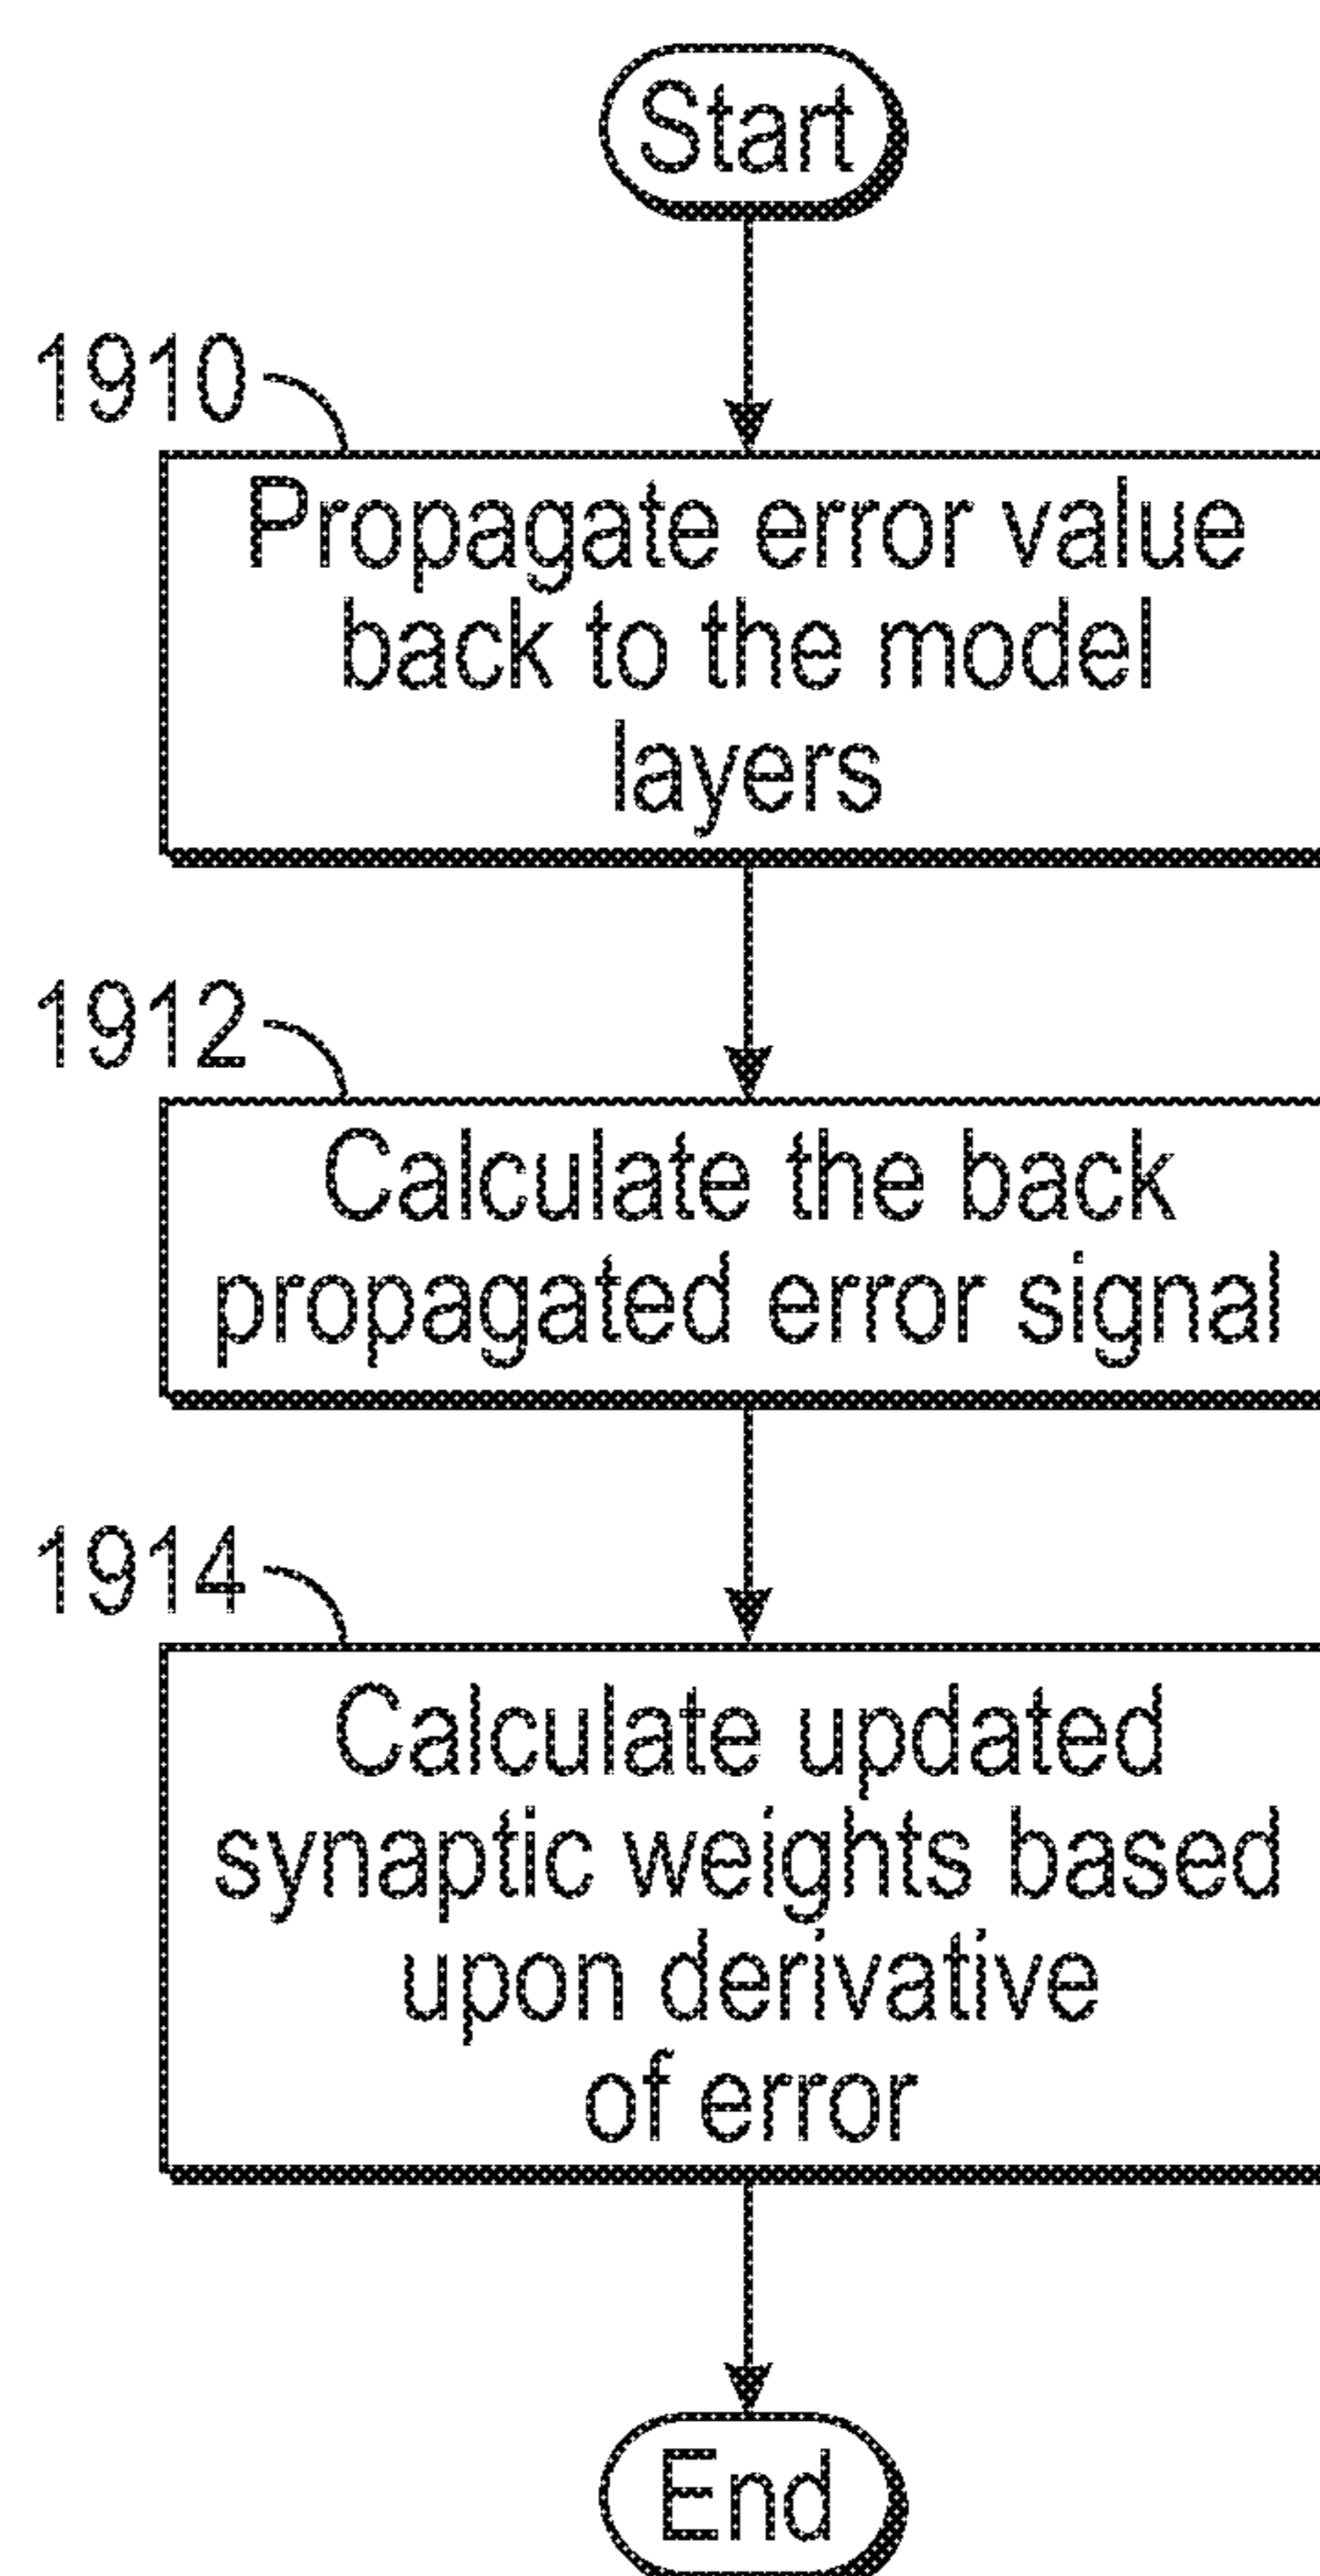 Start
1910
Propagate error value
back to the model
layers
1912
Calculate the back
propagated error signal
1914
Calculate updated
synaptic weights based
upon derivative
of error
End